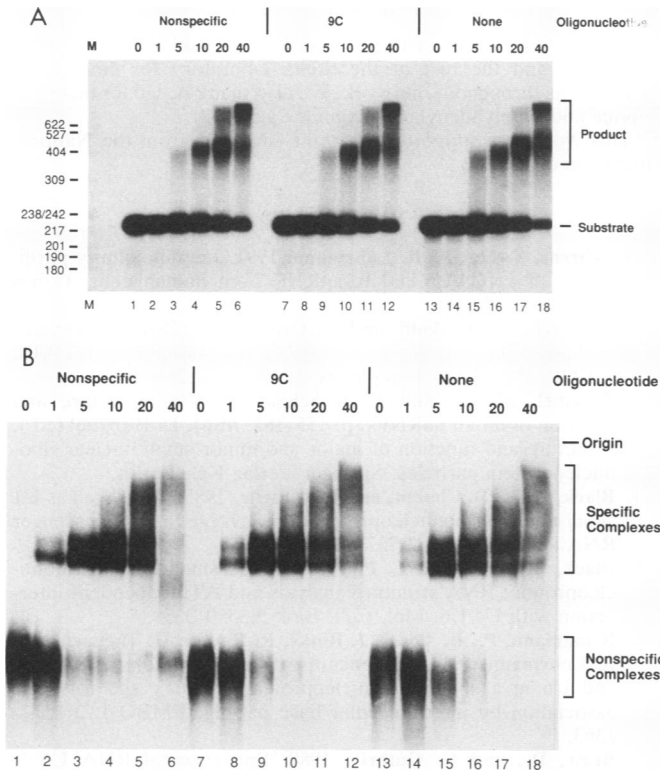 A
Nonspecific 9C None Oligonucleotide
M 0 1 5 10 20 40 0 1 5 10 20 40 0 1 5 10 20 40
622
527
404
309
238/242
217
201
190
180
Product
Substrate
M 1 2 3 4 5 6 7 8 9 10 11 12 13 14 15 16 17 18
B
Nonspecific 9C None Oligonucleotide
0 1 5 10 20 40 0 1 5 10 20 40 0 1 5 10 20 40
Origin
Specific
Complexes
Nonspecific
Complexes
1 2 3 4 5 6 7 8 9 10 11 12 13 14 15 16 17 18